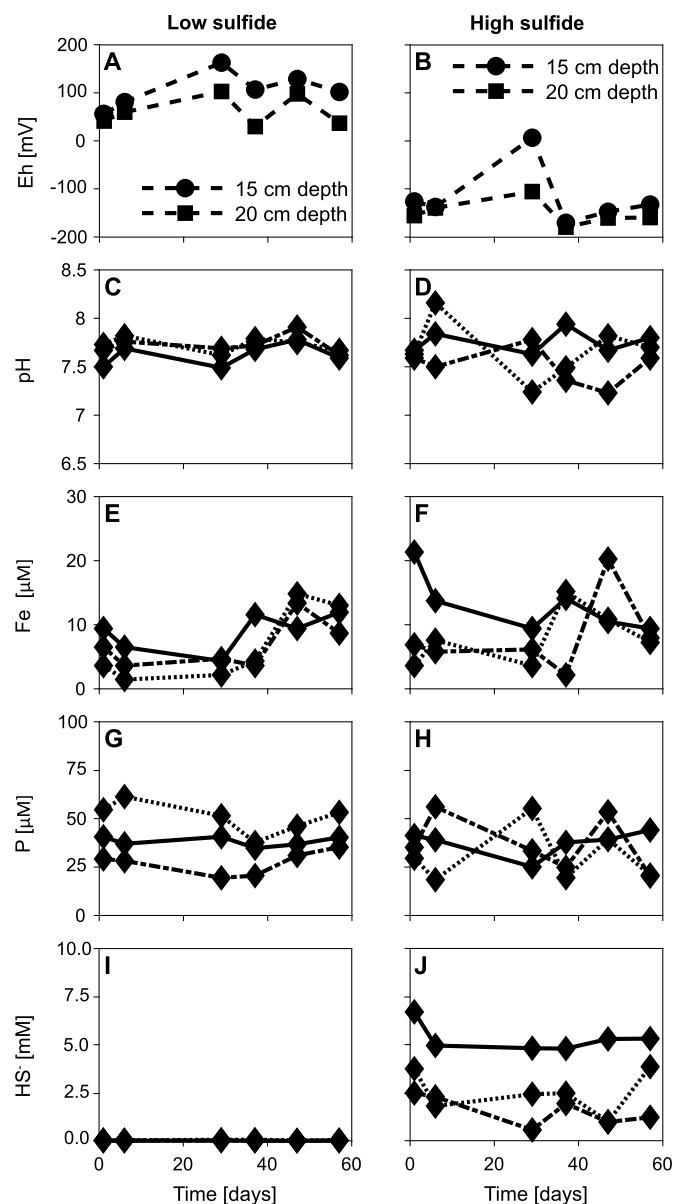 Low sulfide
High sulfide
200
100
0
-100
-200
Eh [mV]
A
15 cm depth
20 cm depth
B
15 cm depth
20 cm depth
8.5
8
7.5
7
6.5
pH
C
D
30
20
10
0
Fe [µM]
E
F
100
75
50
25
0
P [µM]
G
H
10.0
7.5
5.0
2.5
0.0
HS- [mM]
I
J
0 20 40 60
0 20 40 60
Time [days]
Time [days]